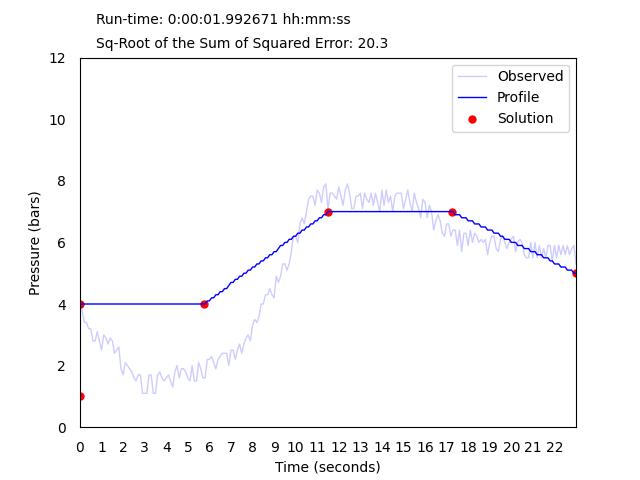 Run-time: 0:00:01.992671 hh:mm:ss
Sq-Root of the Sum of Squared Error: 20.3
Observed
Profile
Solution
12
10
8
6
4
2
0
Pressure (bars)
0 1 2 3 4 5 6 7 8 9 10 11 12 13 14 15 16 17 18 19 20 21 22
Time (seconds)